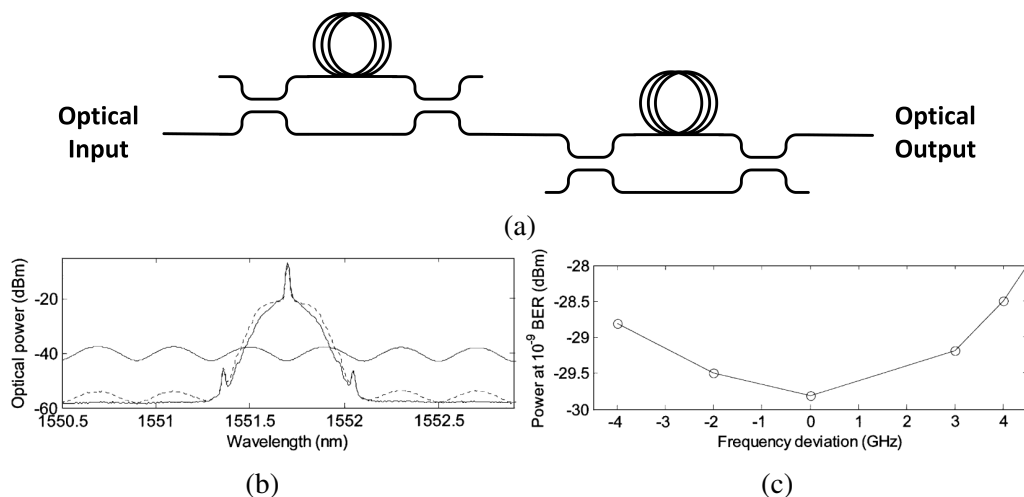 Optical
Input
Optical
Output
(a)
Optical power (dBm)
-20
-40
-60
1550.5
1551
1551.5
1552
1552.5
Wavelength (nm)
(b)
Power at 10⁻⁹ BER (dBm)
-28
-28.5
-29
-29.5
-30
-4
-3
-2
-1
0
1
2
3
4
Frequency deviation (GHz)
(c)